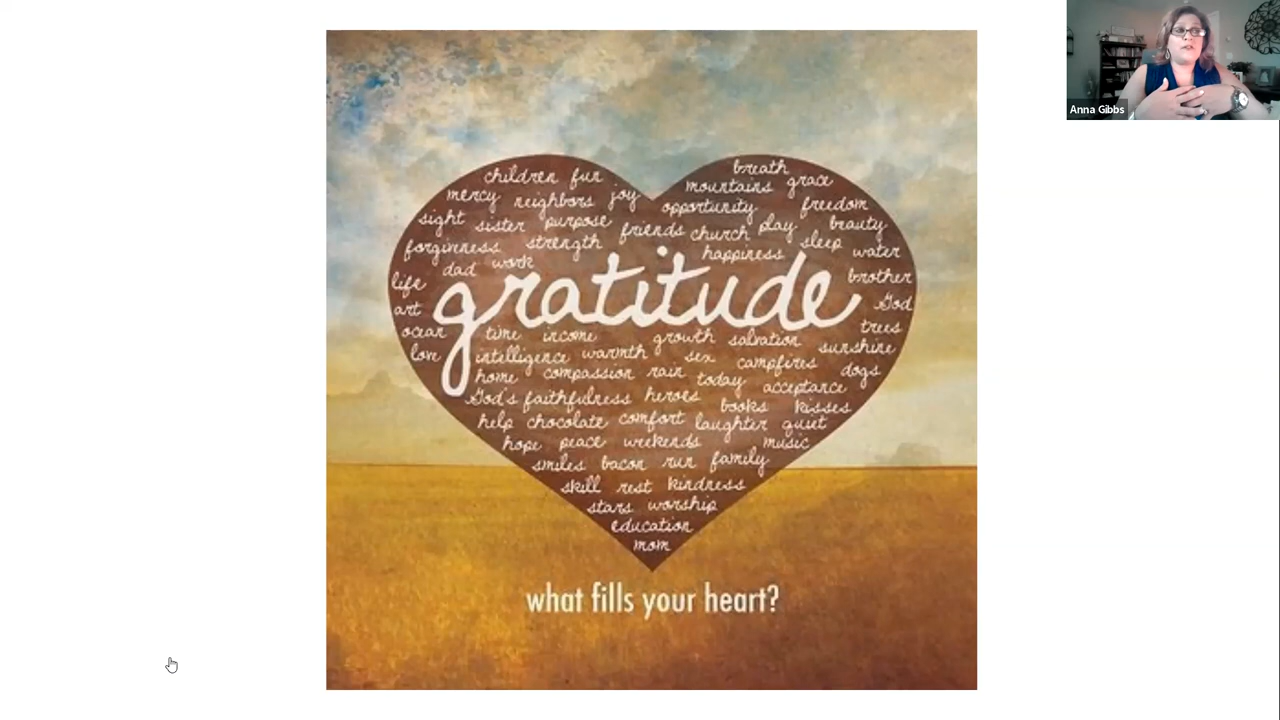 Anna Gibbs
children fun
breath
mercy neighbors joy
mountains grace
sight sister purpose
opportunity freedom
forgiveness strength
friends church play beauty
dad work
happiness sleep water
life
brother
gratitude
art
God
ocean
time income growth salvation
trees
love
intelligence warmth sex campfires sunshine
home compassion rain today acceptance dogs
God's faithfulness heroes books kisses
help chocolate comfort laughter quiet
hope peace weekends music
smiles bacon run family
skill rest kindness
stars worship
education
mom
what fills your heart?